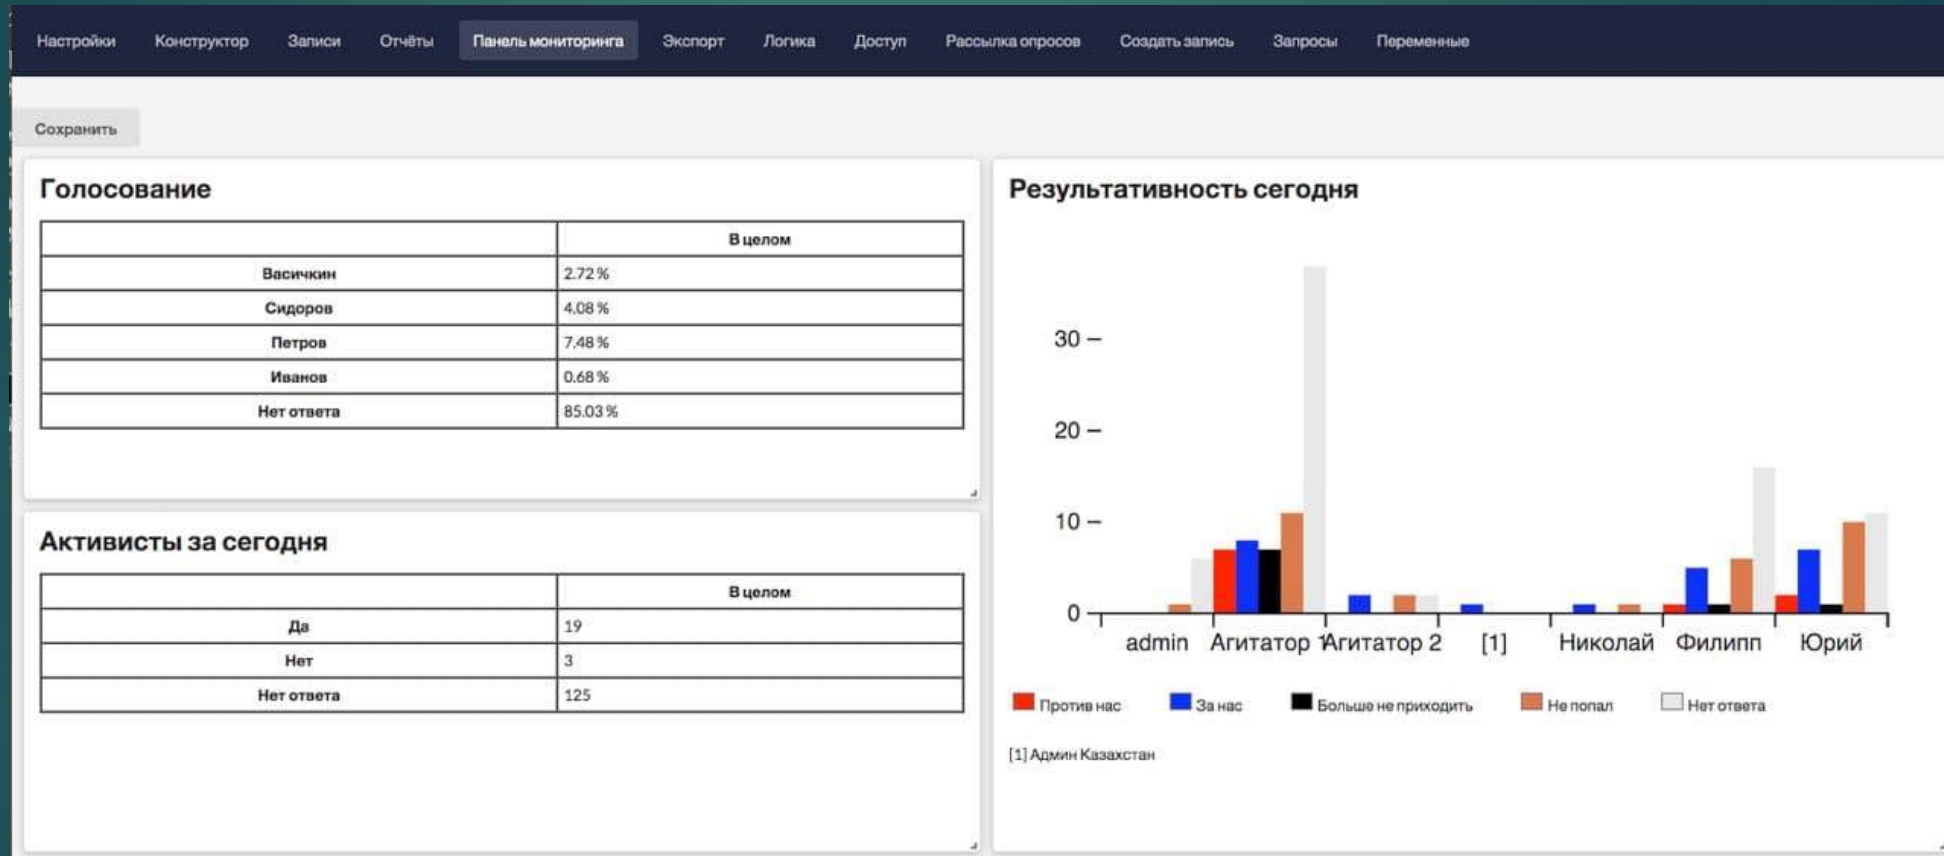 Настройки Конструктор Записи Отчёты Панель мониторинга Экспорт Логика Доступ Рассылка опросов Создать запись Запросы Переменные
Сохранить
Голосование
В целом
Васичкин 2.72 %
Сидоров 4.08 %
Петров 7.48 %
Иванов 0.68 %
Нет ответа 85.03 %
Активисты за сегодня
В целом
Да 19
Нет 3
Нет ответа 125
Результативность сегодня
30
20
10
0
admin Агитатор 1 Агитатор 2 [1] Николай Филипп Юрий
Против нас За нас Больше не приходить Не попал Нет ответа
[1] Админ Казахстан